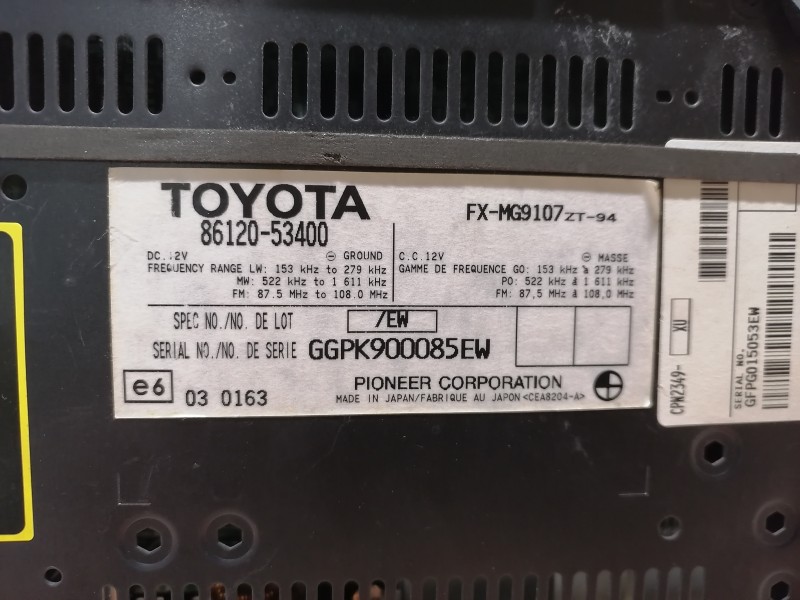 TOYOTA
86120-53400
FX-MG9107 ZT-94
DC.12V ⊖ GROUND
FREQUENCY RANGE LW: 153 kHz to 279 kHz
MW: 522 kHz to 1 611 kHz
FM: 87.5 MHz to 108.0 MHz
C.C.12V ⊖ MASSE
GAMME DE FREQUENCE GO: 153 kHz à 279 kHz
PO: 522 kHz à 1 611 kHz
FM: 87,5 MHz à 108,0 MHz
SPEC NO./NO. DE LOT /EW
SERIAL NO./NO. DE SERIE GGPK900085EW
e6 03 0163
PIONEER CORPORATION
MADE IN JAPAN/FABRIQUE AU JAPON <CEA8204-A>
CPW2349- XU
SERIAL NO.
GFPG015053EW